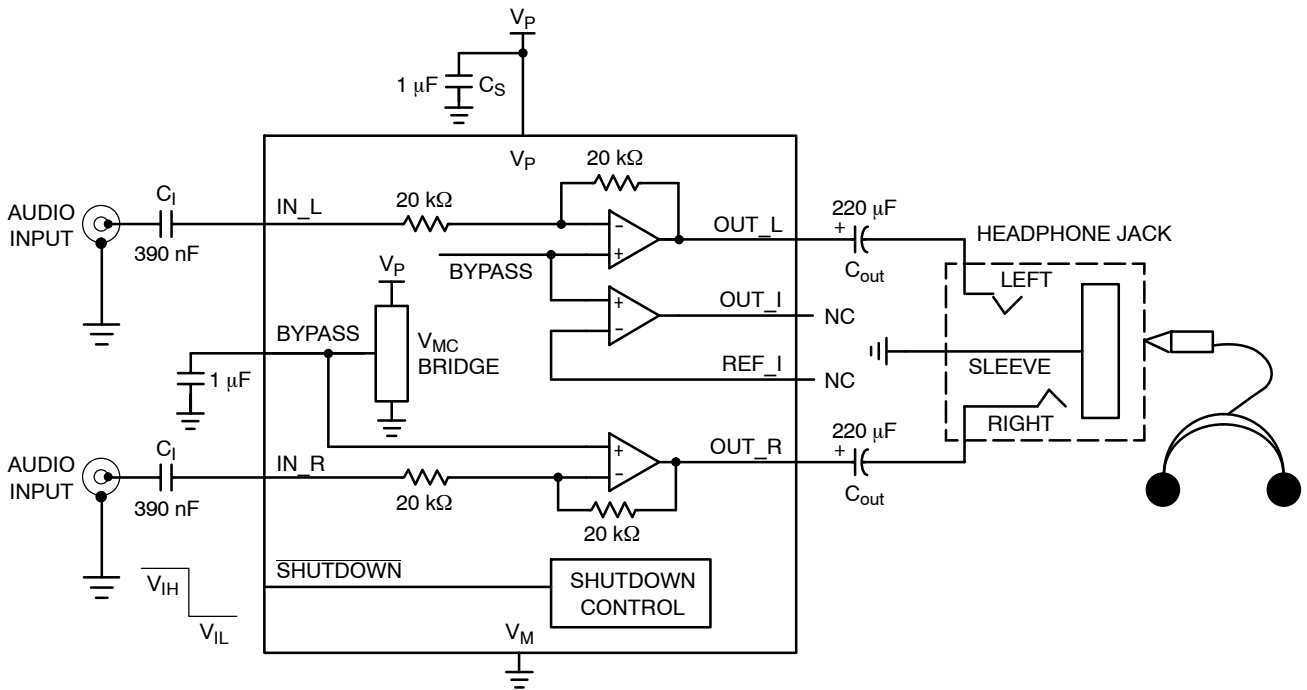 V_P
1 μF
C_S
V_P
20 kΩ
AUDIO
INPUT
C_I
390 nF
IN_L
20 kΩ
−
+
OUT_L
220 μF
+
C_out
HEADPHONE JACK
LEFT
BYPASS
V_P
+
−
OUT_I
NC
BYPASS
V_MC
BRIDGE
1 μF
REF_I
NC
SLEEVE
RIGHT
AUDIO
INPUT
C_I
390 nF
IN_R
20 kΩ
+
−
20 kΩ
OUT_R
220 μF
+
C_out
SHUTDOWN
SHUTDOWN
CONTROL
V_IH
V_IL
V_M